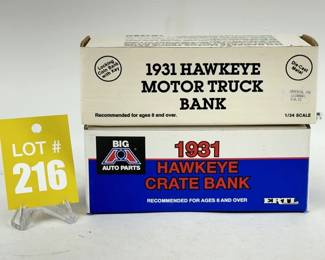 LOT #
216
Locking
Coin Bank
with Key
1931 HAWKEYE
MOTOR TRUCK
BANK
Die-Cast
Metal
Recommended for ages 8 and over.
1/34 SCALE
BIG
A
AUTO PARTS
1931
HAWKEYE
CRATE BANK
RECOMMENDED FOR AGES 8 AND OVER
ERTL